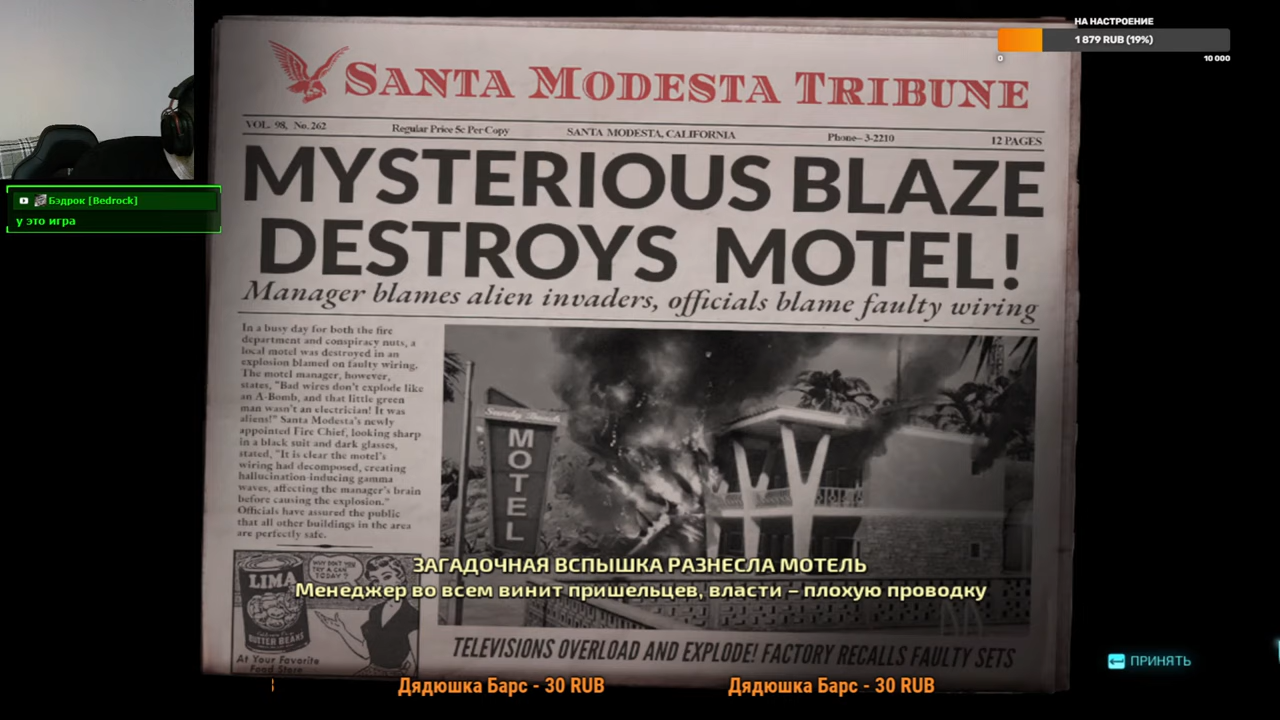 НА НАСТРОЕНИЕ
1 879 RUB (19%)
0
10 000
SANTA MODESTA TRIBUNE
VOL. 98, No. 262
Regular Price 5c Per Copy
SANTA MODESTA, CALIFORNIA
Phone– 3-2210
12 PAGES
MYSTERIOUS BLAZE
DESTROYS MOTEL!
Manager blames alien invaders, officials blame faulty wiring
Бэдрок [Bedrock]
у это игра
In a busy day for both the fire
department and conspiracy nuts, a
local motel was destroyed in an
explosion blamed on faulty wiring.
The motel manager, however,
states, "Bad wires don't explode like
an A-Bomb, and that little green
man wasn't an electrician! It was
aliens!" Santa Modesta's newly
appointed Fire Chief, looking sharp
in a black suit and dark glasses,
stated, "It is clear the motel's
wiring had decomposed, creating
hallucination-inducing gamma
waves, affecting the manager's brain
before causing the explosion."
Officials have assured the public
that all other buildings in the area
are perfectly safe.
MOTEL
LIMA
BUTTER BEANS
WHY DON'T YOU
TRY A CAN
TODAY?
At Your Favorite
Food Store
ЗАГАДОЧНАЯ ВСПЫШКА РАЗНЕСЛА МОТЕЛЬ
Менеджер во всем винит пришельцев, власти – плохую проводку
TELEVISIONS OVERLOAD AND EXPLODE! FACTORY RECALLS FAULTY SETS
ПРИНЯТЬ
Дядюшка Барс - 30 RUB
Дядюшка Барс - 30 RUB